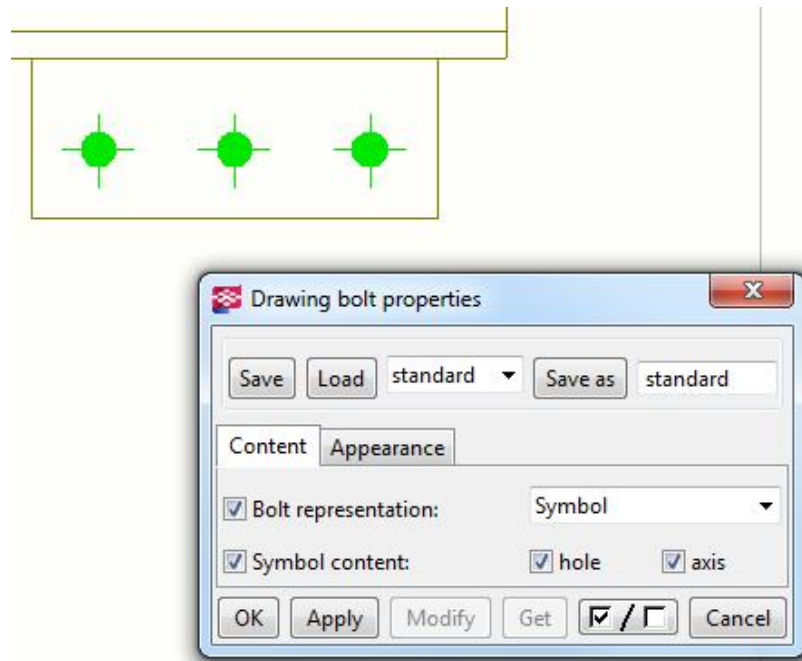 Drawing bolt properties
Save Load standard Save as standard
Content Appearance
Bolt representation: Symbol
Symbol content: hole axis
OK Apply Modify Get / Cancel